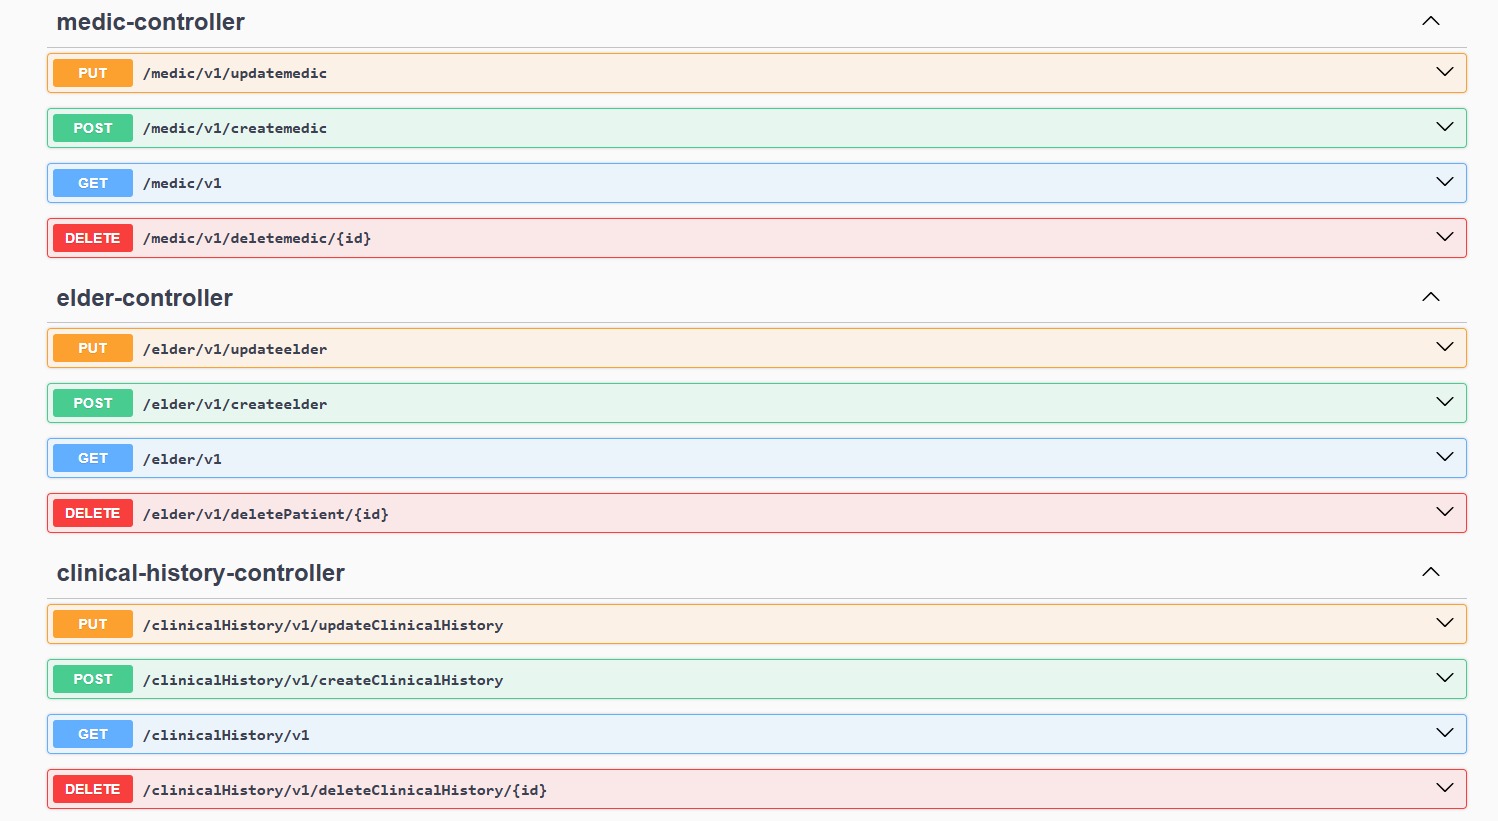 medic-controller
PUT /medic/v1/updatemedic
POST /medic/v1/createmedic
GET /medic/v1
DELETE /medic/v1/deletemedic/{id}
elder-controller
PUT /elder/v1/updateelder
POST /elder/v1/createelder
GET /elder/v1
DELETE /elder/v1/deletePatient/{id}
clinical-history-controller
PUT /clinicalHistory/v1/updateClinicalHistory
POST /clinicalHistory/v1/createClinicalHistory
GET /clinicalHistory/v1
DELETE /clinicalHistory/v1/deleteClinicalHistory/{id}